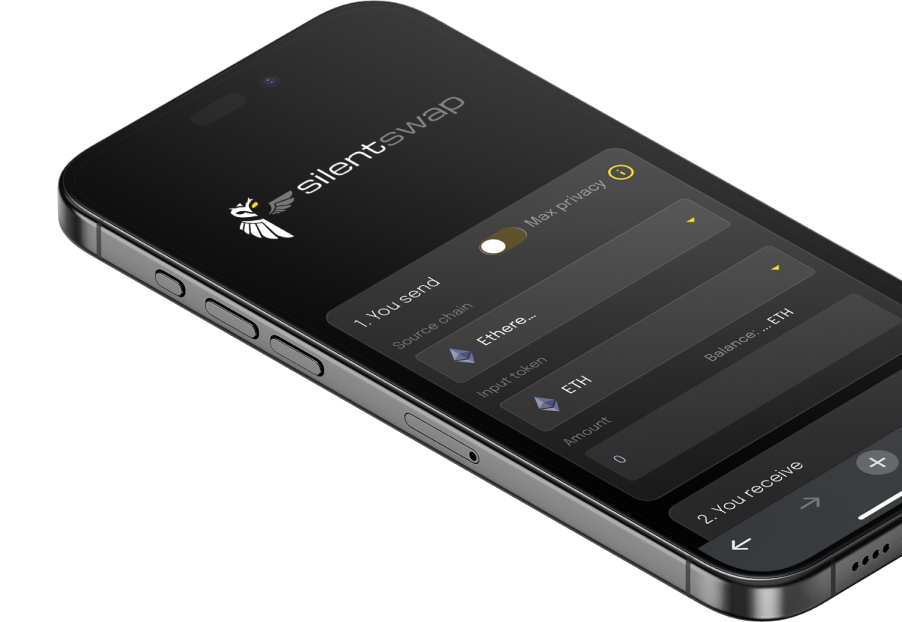 silentswap
1. You send
Max privacy
Source chain
Ethere...
Input token
ETH
Balance: ... ETH
Amount
0
2. You receive